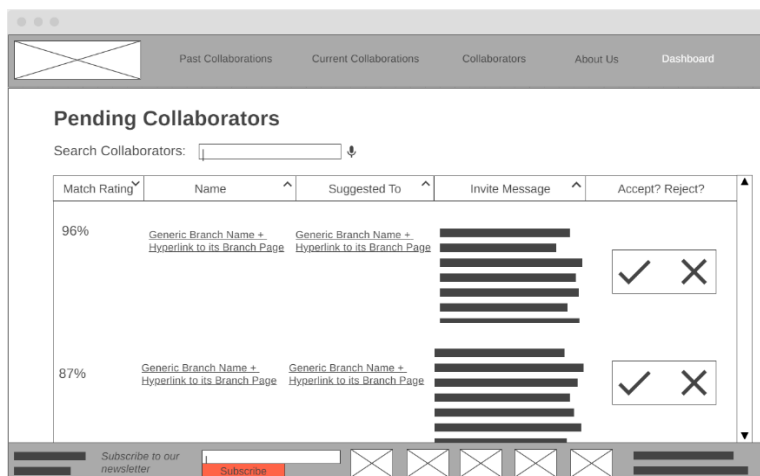 Past Collaborations Current Collaborations Collaborators About Us Dashboard
Pending Collaborators
Search Collaborators:
Match Rating Name Suggested To Invite Message Accept? Reject?
96%
Generic Branch Name + Generic Branch Name +
Hyperlink to its Branch Page Hyperlink to its Branch Page
87%
Generic Branch Name + Generic Branch Name +
Hyperlink to its Branch Page Hyperlink to its Branch Page
Subscribe to our
newsletter
Subscribe